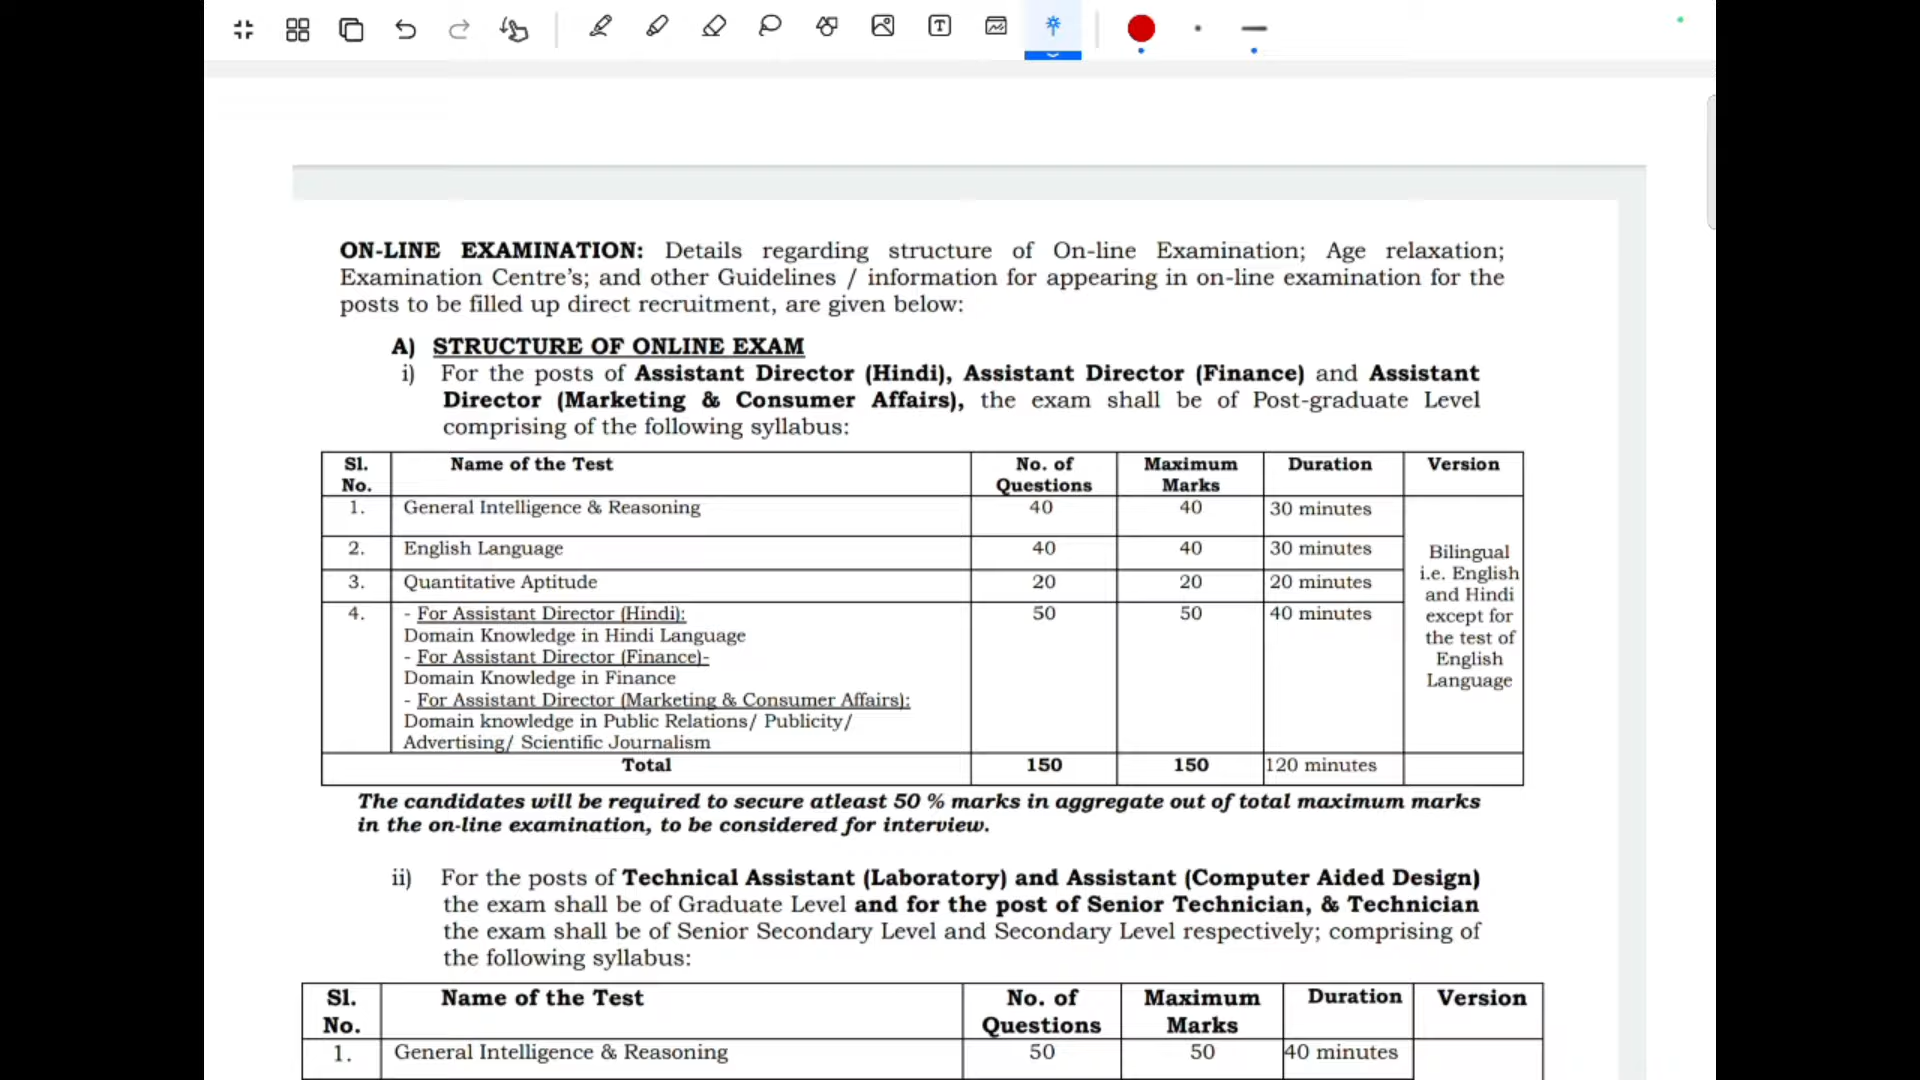 ON-LINE EXAMINATION: Details regarding structure of On-line Examination; Age relaxation;
Examination Centre's; and other Guidelines / information for appearing in on-line examination for the
posts to be filled up direct recruitment, are given below:
A) STRUCTURE OF ONLINE EXAM
i) For the posts of Assistant Director (Hindi), Assistant Director (Finance) and Assistant
Director (Marketing & Consumer Affairs), the exam shall be of Post-graduate Level
comprising of the following syllabus:
Sl. No. Name of the Test No. of Questions Maximum Marks Duration Version
1. General Intelligence & Reasoning 40 40 30 minutes
2. English Language 40 40 30 minutes
3. Quantitative Aptitude 20 20 20 minutes
4. - For Assistant Director (Hindi): 50 50 40 minutes
Domain Knowledge in Hindi Language
- For Assistant Director (Finance)-
Domain Knowledge in Finance
- For Assistant Director (Marketing & Consumer Affairs):
Domain knowledge in Public Relations/ Publicity/
Advertising/ Scientific Journalism
Bilingual
i.e. English
and Hindi
except for
the test of
English
Language
Total 150 150 120 minutes
The candidates will be required to secure atleast 50 % marks in aggregate out of total maximum marks
in the on-line examination, to be considered for interview.
ii) For the posts of Technical Assistant (Laboratory) and Assistant (Computer Aided Design)
the exam shall be of Graduate Level and for the post of Senior Technician, & Technician
the exam shall be of Senior Secondary Level and Secondary Level respectively; comprising of
the following syllabus:
Sl. No. Name of the Test No. of Questions Maximum Marks Duration Version
1. General Intelligence & Reasoning 50 50 40 minutes